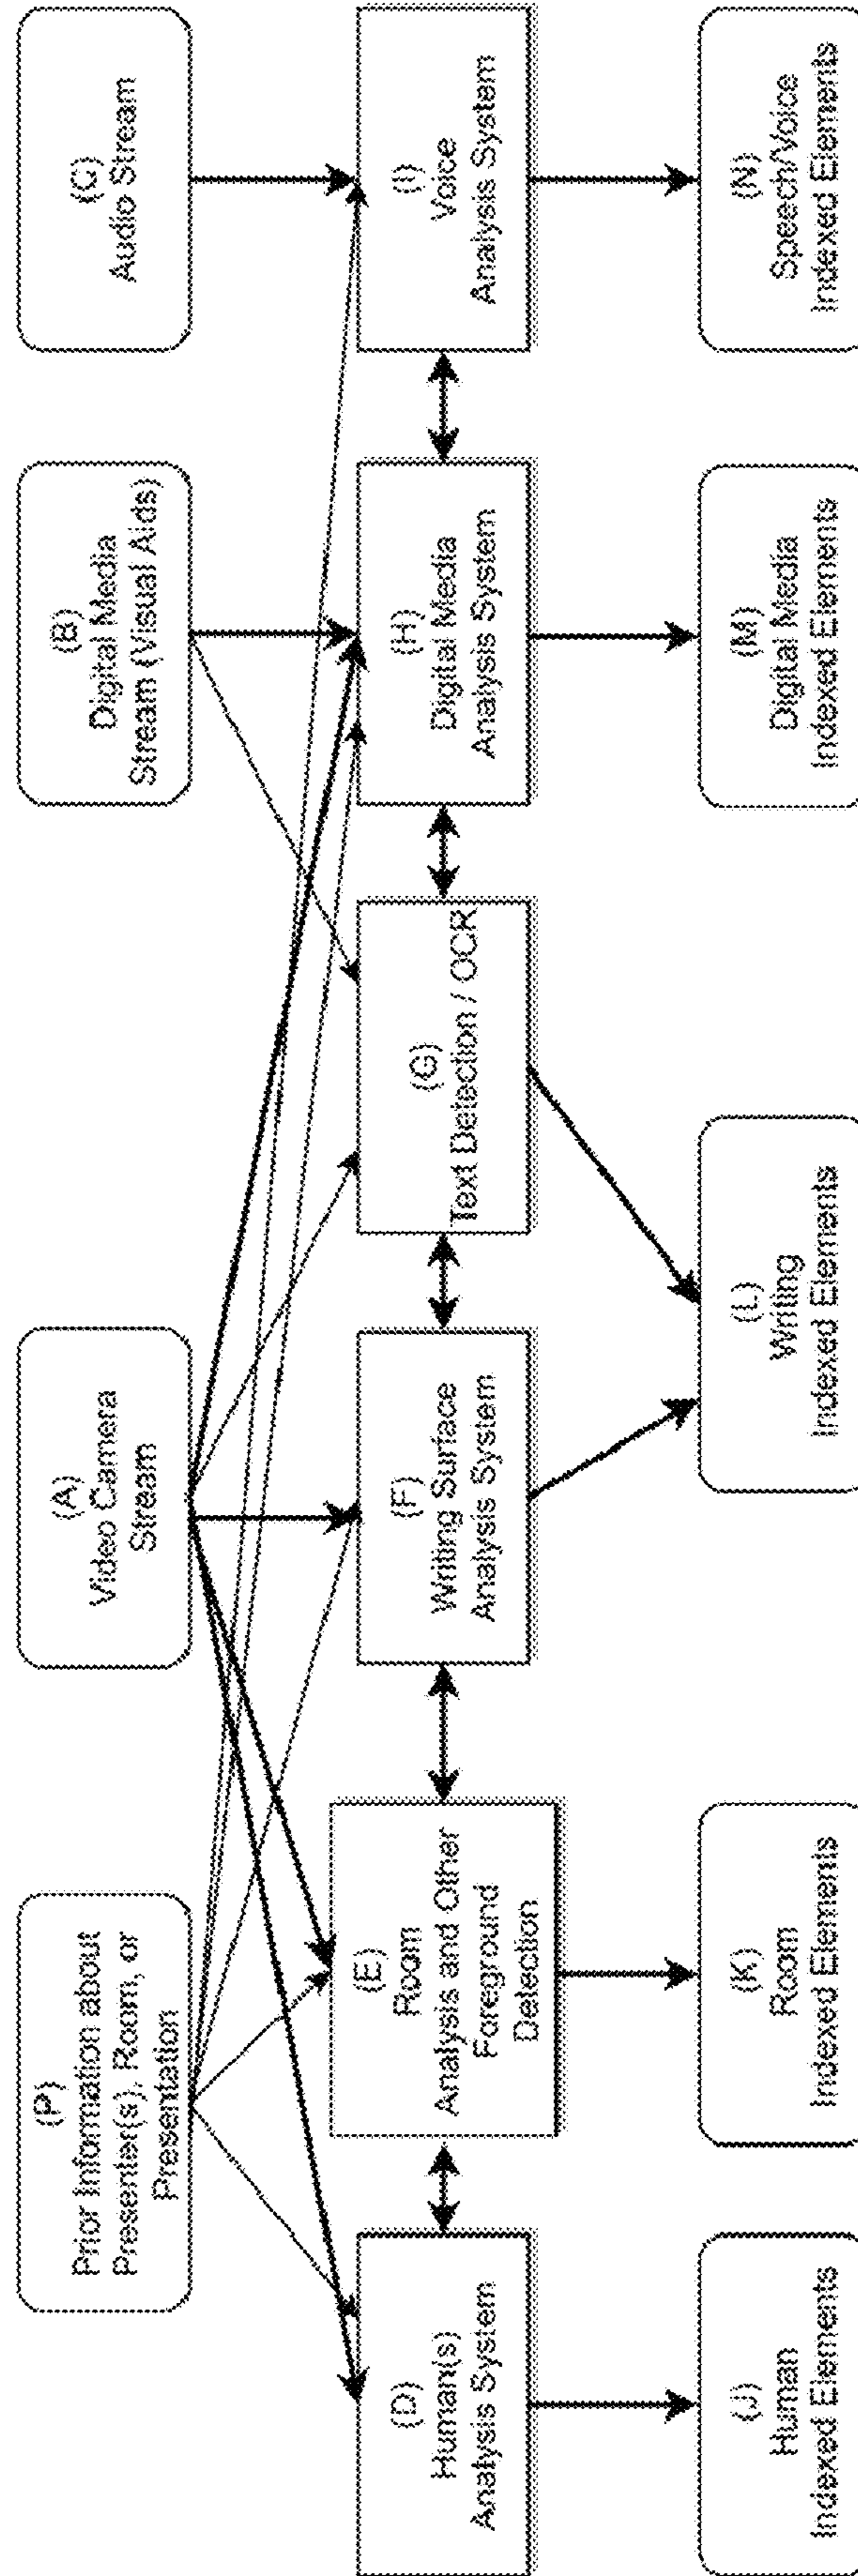 (P)
Prior Information about
Presenter(s), Room, or
Presentation
(A)
Video Camera
Stream
(B)
Digital Media
Stream (Visual Aids)
(C)
Audio Stream
(D)
Human(s)
Analysis System
(E)
Room
Analysis and Other
Foreground
Detection
(F)
Writing Surface
Analysis System
(G)
Text Detection / OCR
(H)
Digital Media
Analysis System
(I)
Voice
Analysis System
(J)
Human
Indexed Elements
(K)
Room
Indexed Elements
(L)
Writing
Indexed Elements
(M)
Digital Media
Indexed Elements
(N)
Speech/Voice
Indexed Elements